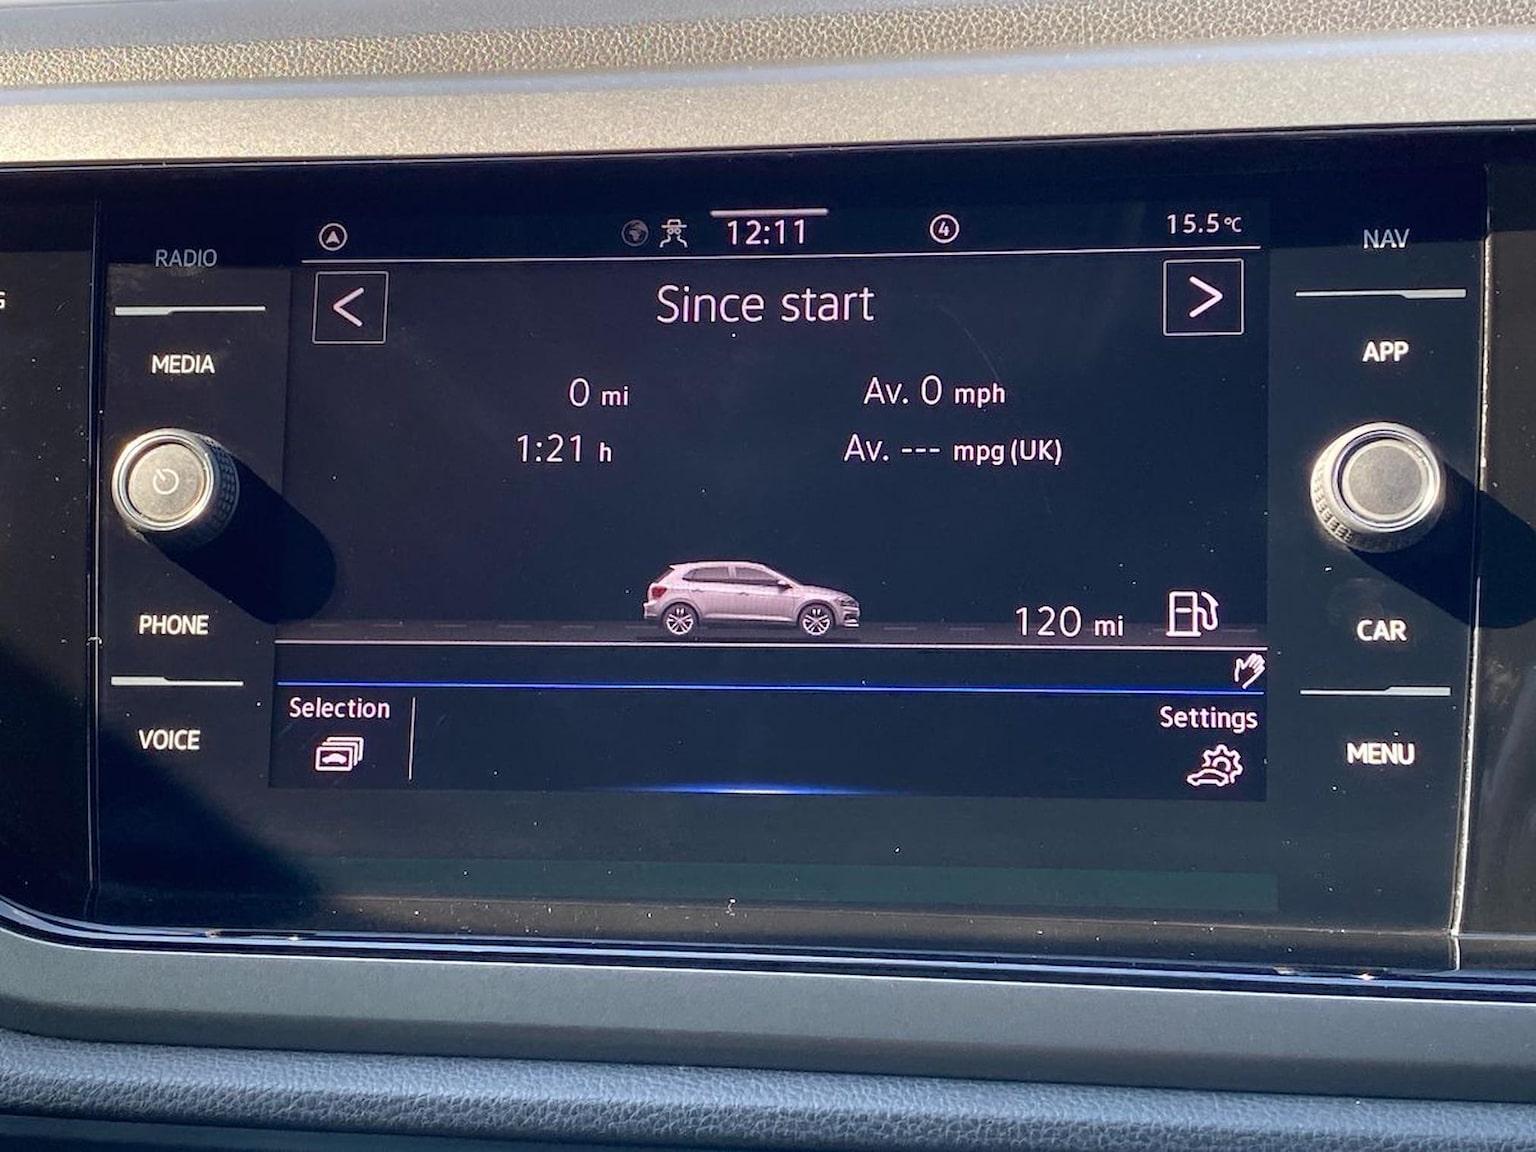 RADIO
MEDIA
PHONE
VOICE
12:11
4
15.5°C
Since start
0 mi
Av. 0 mph
1:21 h
Av. --- mpg (UK)
120 mi
Selection
Settings
NAV
APP
CAR
MENU